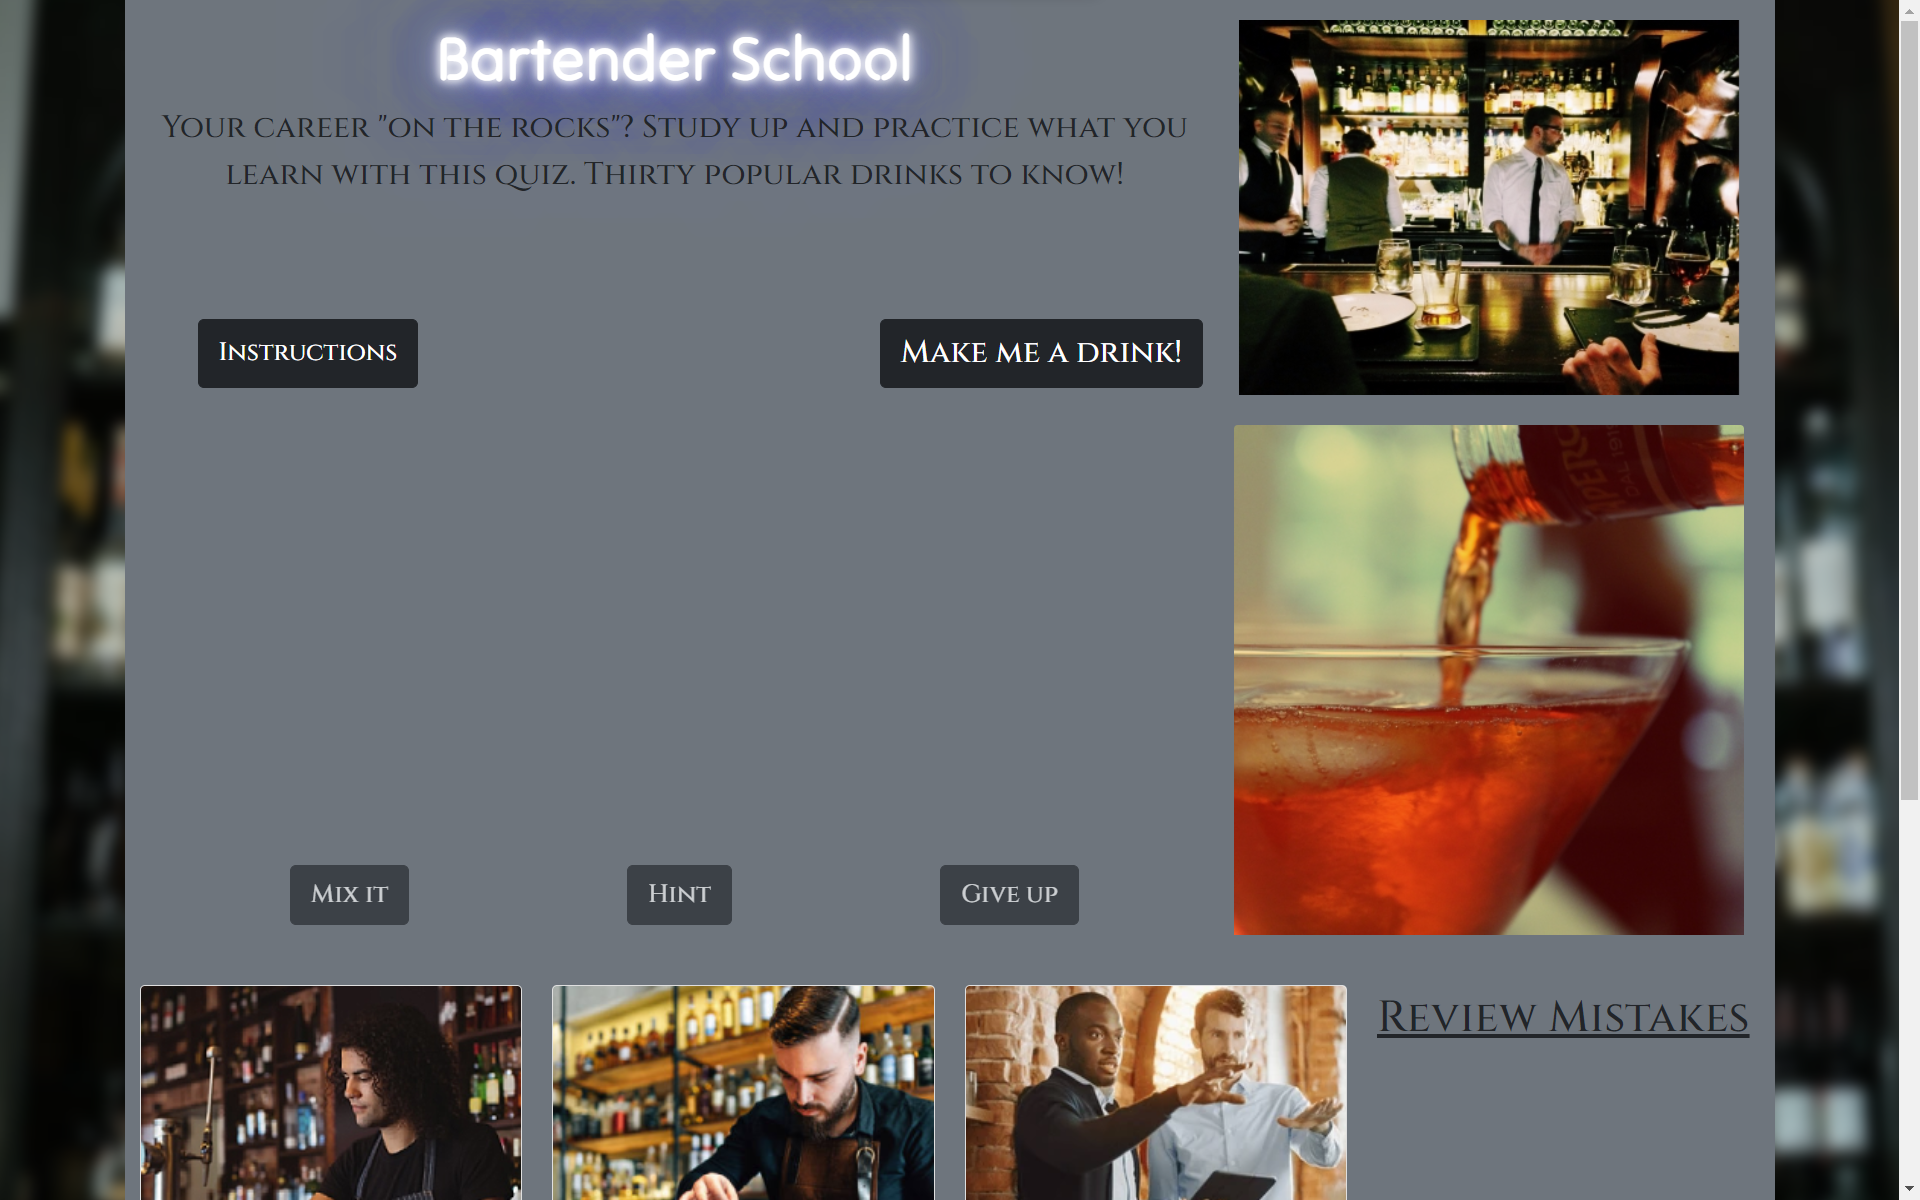 Bartender School
Your career "on the rocks"? Study up and practice what you
learn with this quiz. Thirty popular drinks to know!
Instructions
Make me a drink!
Mix it
Hint
Give up
Review Mistakes